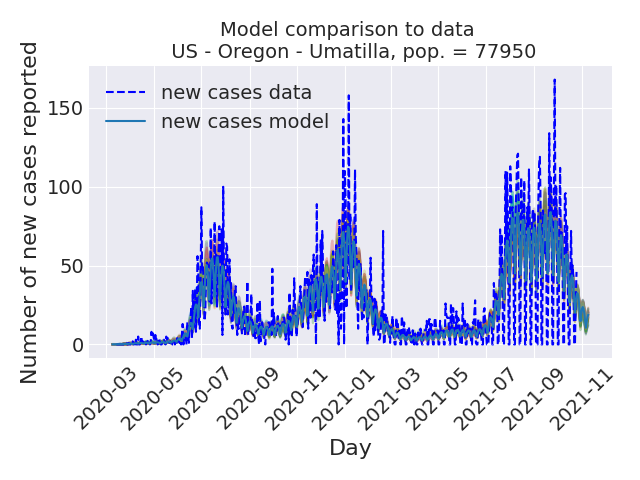 Model comparison to data
US - Oregon - Umatilla, pop. = 77950
new cases data
new cases model
Number of new cases reported
150
100
50
0
2020-03
2020-05
2020-07
2020-09
2020-11
2021-01
2021-03
2021-05
2021-07
2021-09
2021-11
Day